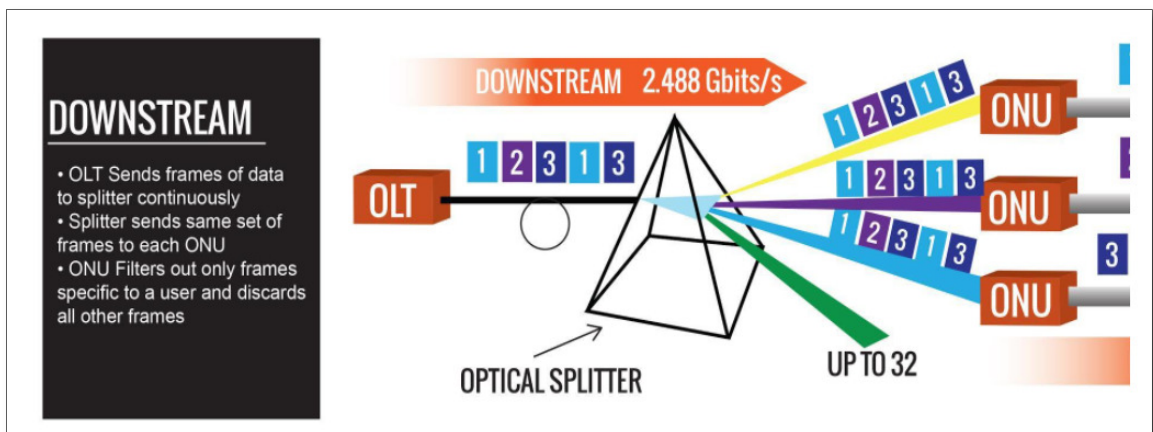 DOWNSTREAM
• OLT Sends frames of data
to splitter continuously
• Splitter sends same set of
frames to each ONU
• ONU Filters out only frames
specific to a user and discards
all other frames
DOWNSTREAM 2.488 Gbits/s
1 2 3 1 3
ONU
OLT
1 2 3 1 3
1 2 3 1 3
ONU
1 2 3 1 3
ONU
3
OPTICAL SPLITTER
UP TO 32